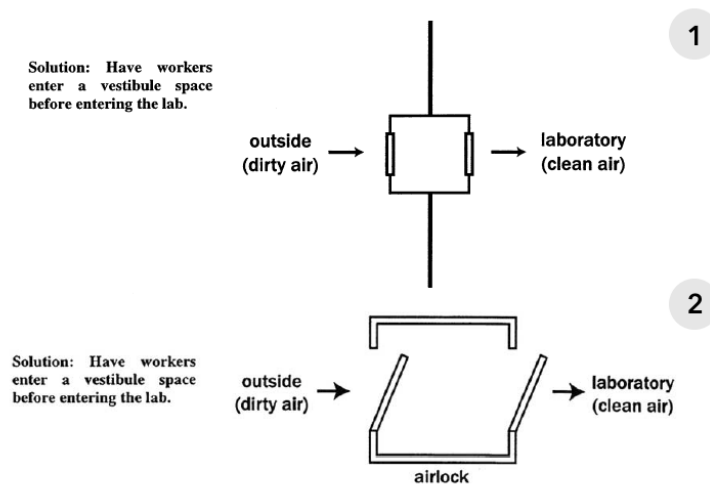 1
Solution: Have workers
enter a vestibule space
before entering the lab.
outside
(dirty air)
laboratory
(clean air)
2
Solution: Have workers
enter a vestibule space
before entering the lab.
outside
(dirty air)
laboratory
(clean air)
airlock